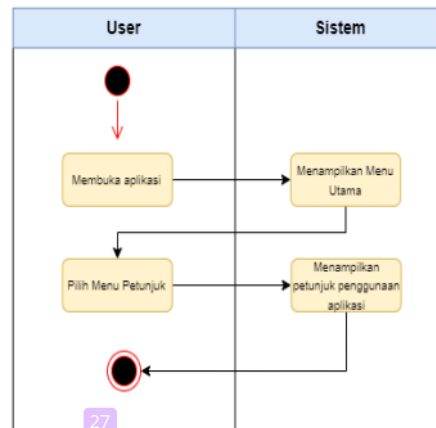 User
Sistem
Membuka aplikasi
Menampilkan Menu
Utama
Pilih Menu Petunjuk
Menampilkan
petunjuk penggunaan
aplikasi
27